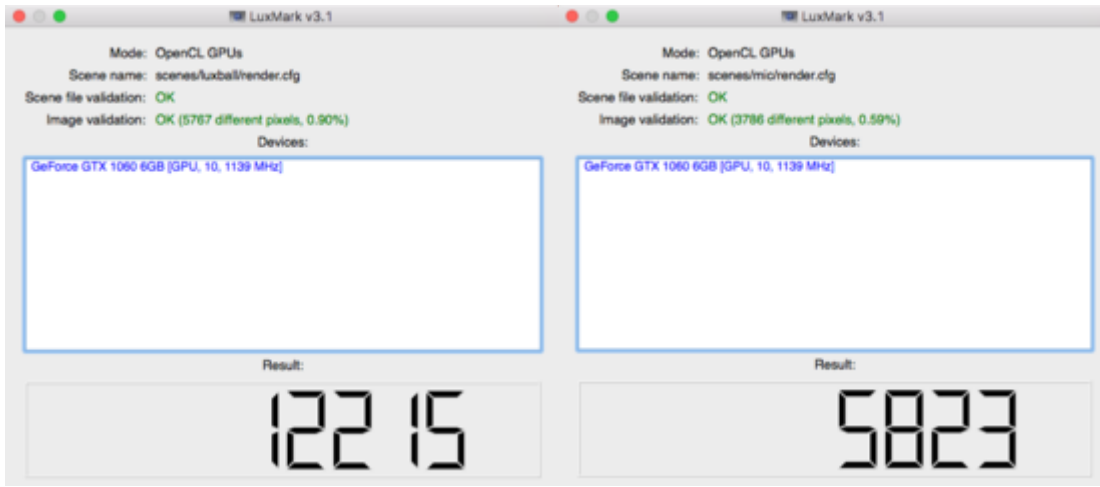 LuxMark v3.1
Mode: OpenCL GPUs
Scene name: scenes/luxball/render.cfg
Scene file validation: OK
Image validation: OK (5767 different pixels, 0.90%)
Devices:
GeForce GTX 1060 6GB [GPU, 10, 1139 MHz]
Result:
12215
LuxMark v3.1
Mode: OpenCL GPUs
Scene name: scenes/mic/render.cfg
Scene file validation: OK
Image validation: OK (3786 different pixels, 0.59%)
Devices:
GeForce GTX 1060 6GB [GPU, 10, 1139 MHz]
Result:
5823